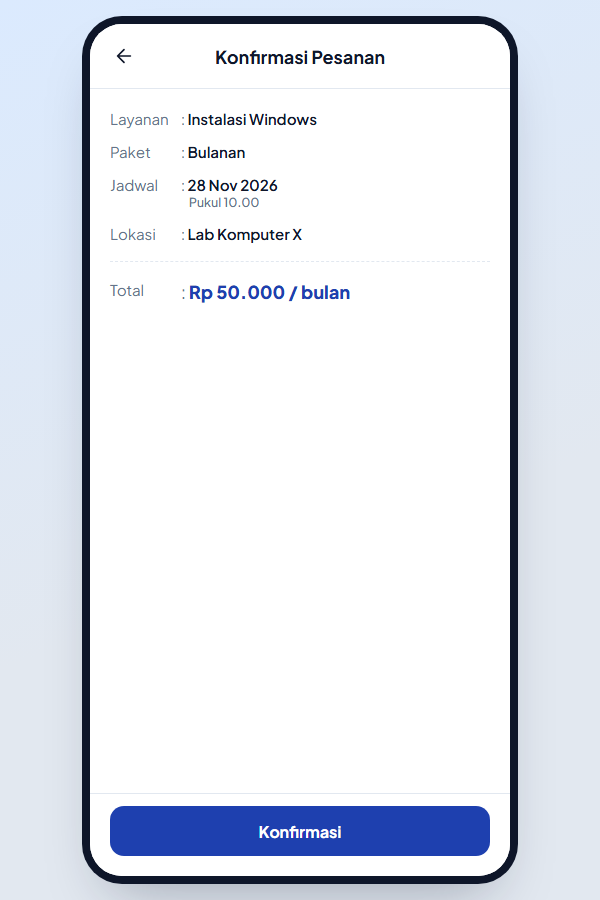 Konfirmasi Pesanan
Layanan : Instalasi Windows
Paket : Bulanan
Jadwal : 28 Nov 2026
Pukul 10.00
Lokasi : Lab Komputer X
Total : Rp 50.000 / bulan
Konfirmasi